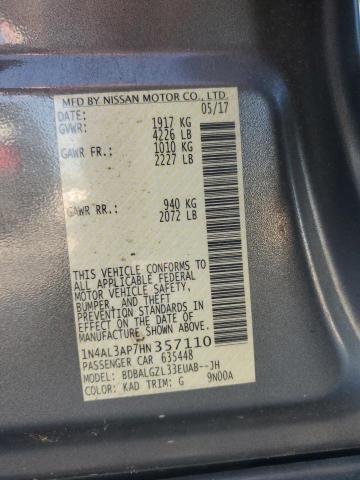 MFD BY NISSAN MOTOR CO., LTD.
DATE: 05/17
GVWR: 1917 KG
4226 LB
GAWR FR.: 1010 KG
2227 LB
GAWR RR.: 940 KG
2072 LB
THIS VEHICLE CONFORMS TO
ALL APPLICABLE FEDERAL
MOTOR VEHICLE SAFETY,
BUMPER, AND THEFT
PREVENTION STANDARDS
IN EFFECT ON THE DATE OF
MANUFACTURE SHOWN ABOVE.
1N4AL3AP7HN357110
PASSENGER CAR 635448
MODEL: BDBALGZL33EUAB--JH
COLOR: KAD TRIM: G 9N00A